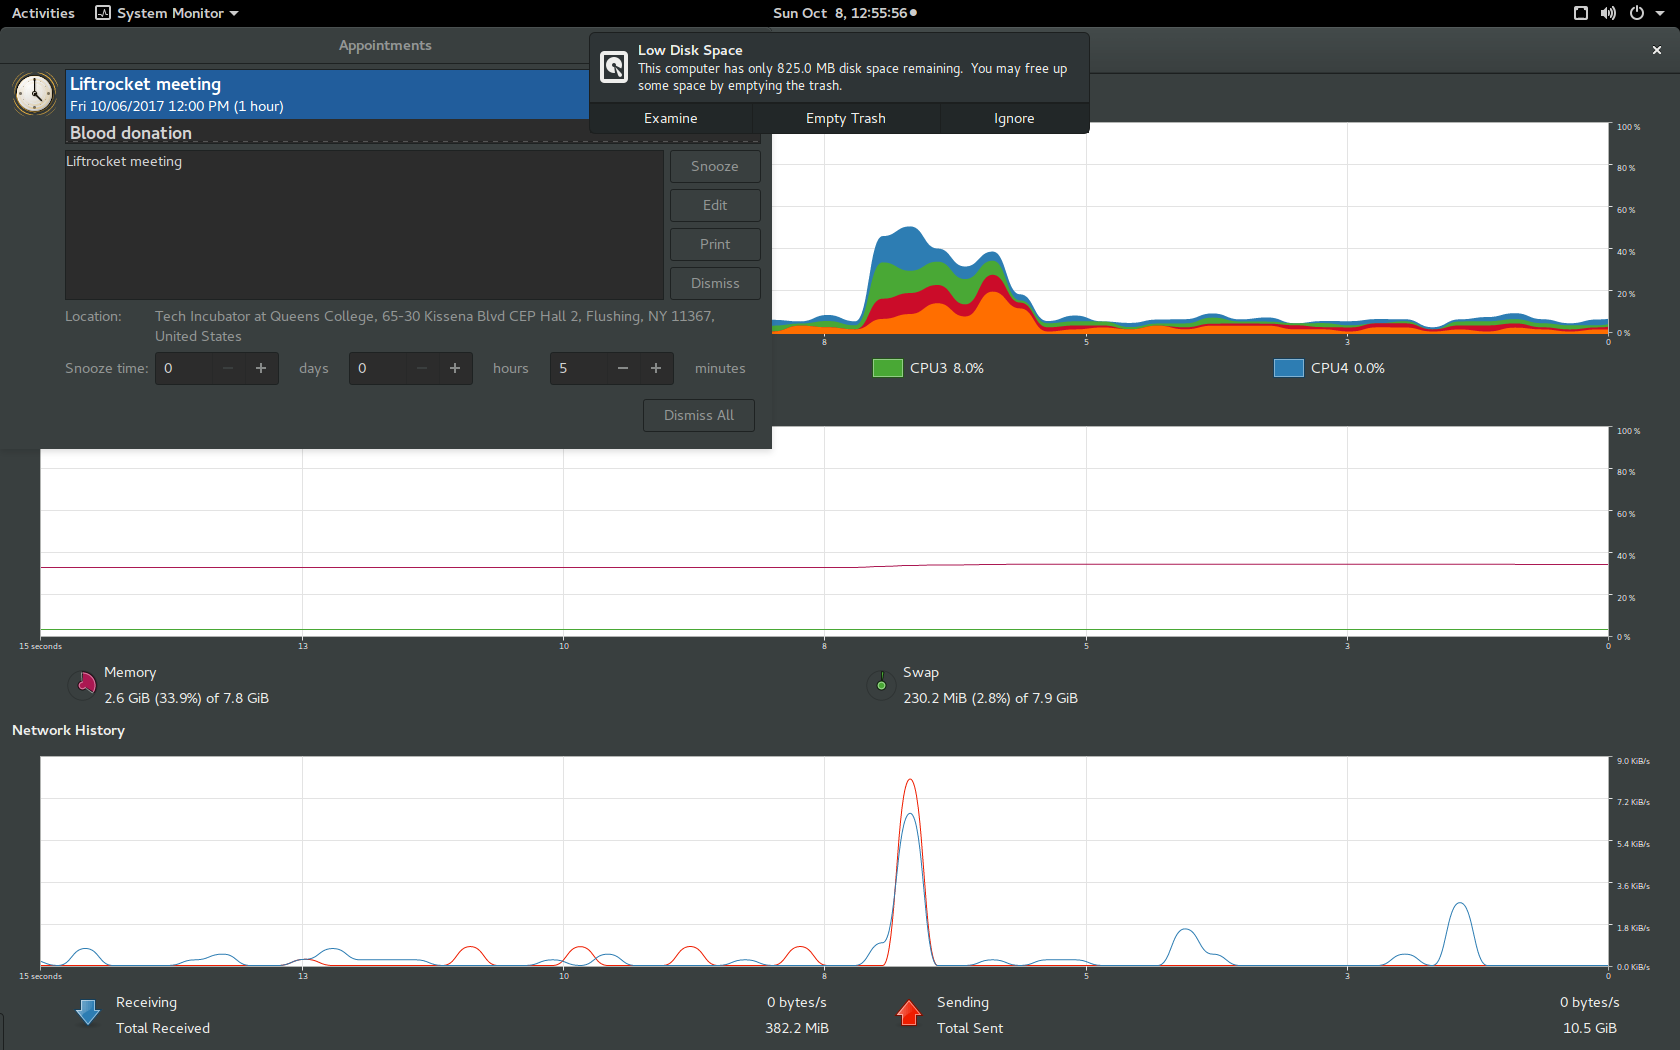 Activities
System Monitor
Sun Oct  8, 12:55:56
Appointments
Low Disk Space
This computer has only 825.0 MB disk space remaining.  You may free up
some space by emptying the trash.
Examine
Empty Trash
Ignore
Liftrocket meeting
Fri 10/06/2017 12:00 PM (1 hour)
Blood donation
Liftrocket meeting
Snooze
Edit
Print
Dismiss
Location:
Tech Incubator at Queens College, 65-30 Kissena Blvd CEP Hall 2, Flushing, NY 11367,
United States
Snooze time:
0 − +
days
0 − +
hours
5 − +
minutes
Dismiss All
100 %
80 %
60 %
40 %
20 %
0 %
8
5
3
0
CPU3 8.0%
CPU4 0.0%
100 %
80 %
60 %
40 %
20 %
0 %
15 seconds
13
10
8
5
3
0
Memory
2.6 GiB (33.9%) of 7.8 GiB
Swap
230.2 MiB (2.8%) of 7.9 GiB
Network History
9.0 KiB/s
7.2 KiB/s
5.4 KiB/s
3.6 KiB/s
1.8 KiB/s
0.0 KiB/s
15 seconds
13
10
8
5
3
0
Receiving
0 bytes/s
Total Received
382.2 MiB
Sending
0 bytes/s
Total Sent
10.5 GiB